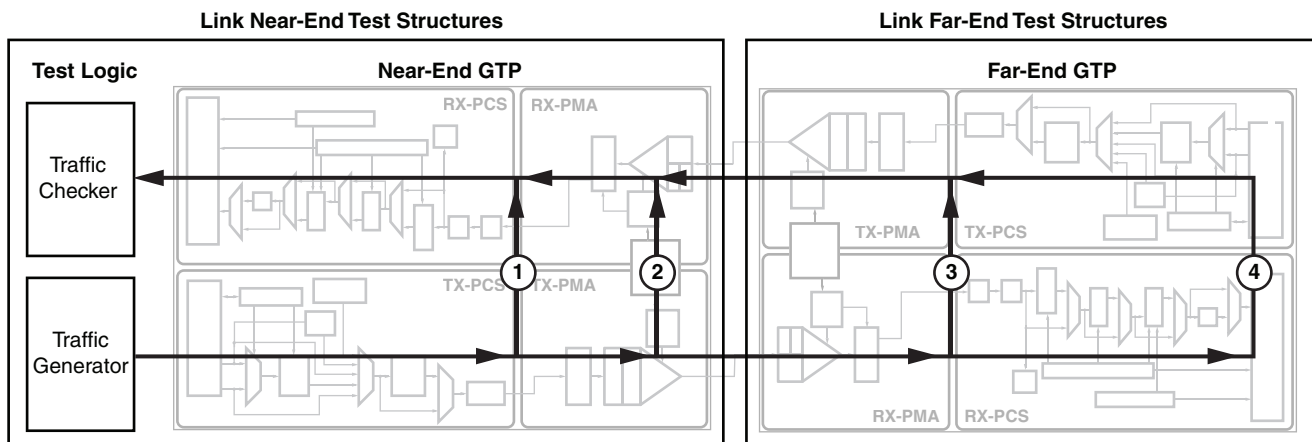 Link Near-End Test Structures
Link Far-End Test Structures
Test Logic
Near-End GTP
Far-End GTP
RX-PCS
RX-PMA
Traffic
Checker
TX-PMA
TX-PCS
1
2
3
4
TX-PCS
TX-PMA
Traffic
Generator
RX-PMA
RX-PCS